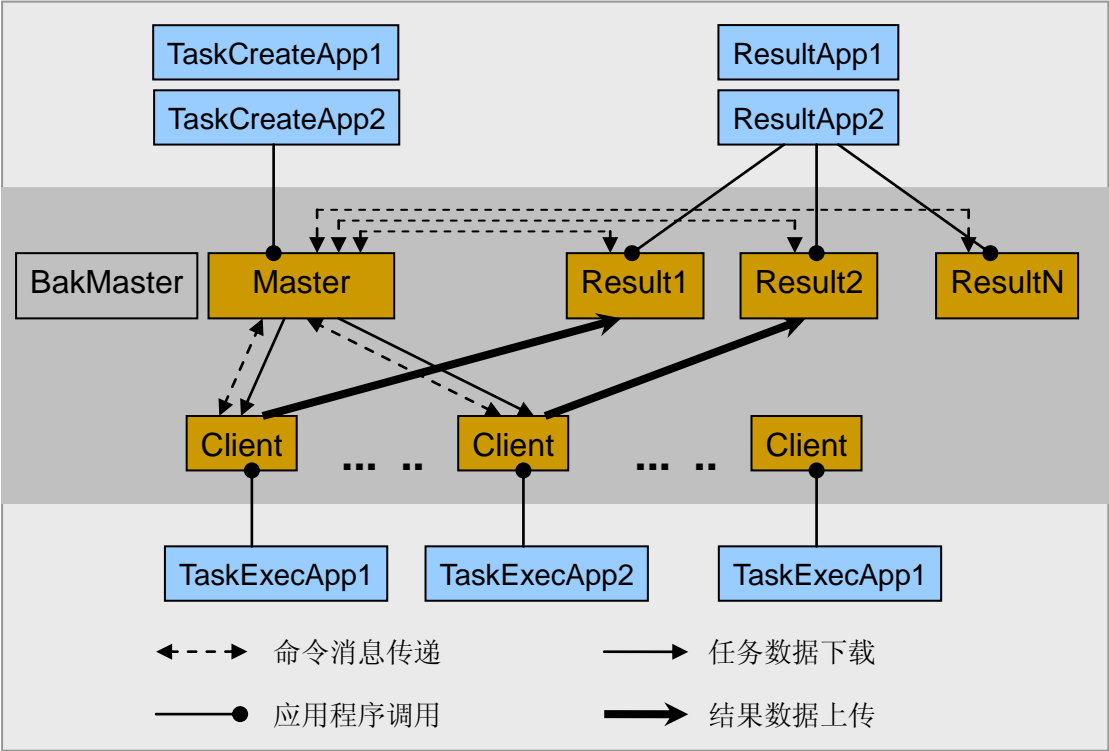 TaskCreateApp1
ResultApp1
TaskCreateApp2
ResultApp2
BakMaster
Master
Result1
Result2
ResultN
Client
... ..
Client
... ..
Client
TaskExecApp1
TaskExecApp2
TaskExecApp1
命令消息传递
任务数据下载
应用程序调用
结果数据上传